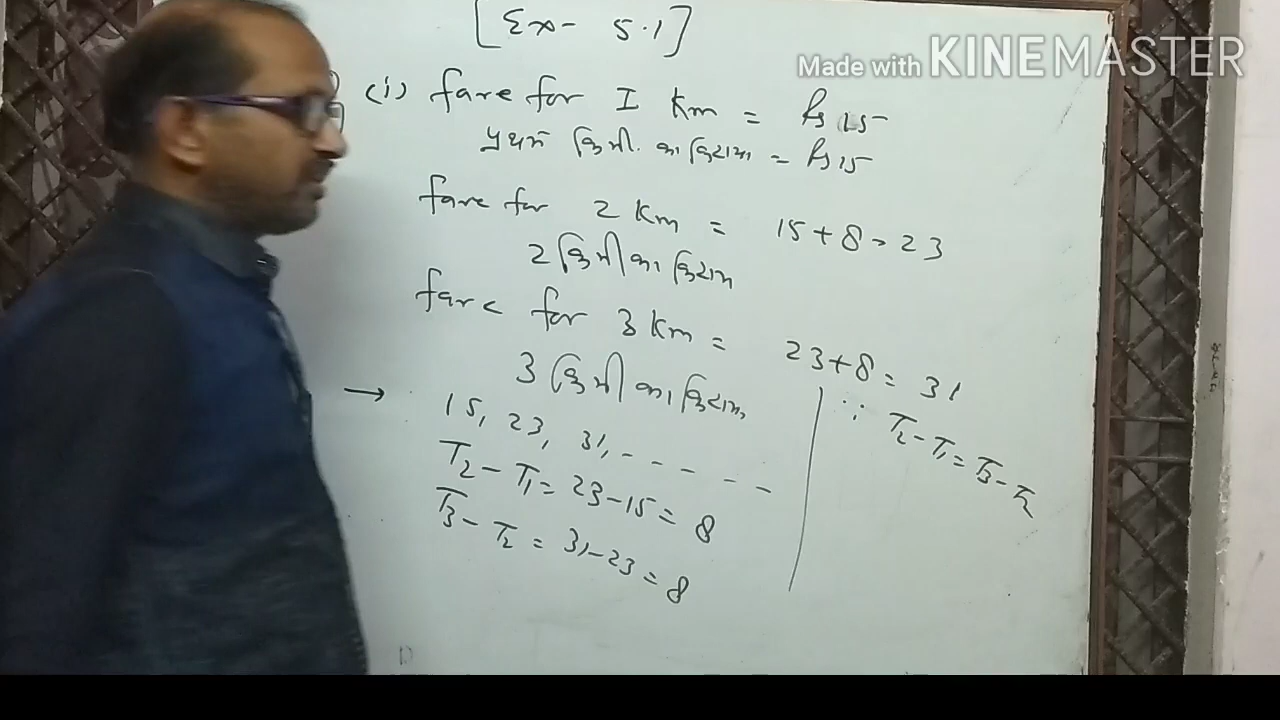 [Ex- 5.1]
Made with KINEMASTER
(i) fare for I Km = Rs 15
प्रथम कि मी. का किराया = Rs 15
fare for 2 Km = 15+8=23
2 कि मी का किराया
fare for 3 Km = 23+8= 31
3 कि मी का किराया
→ 15, 23, 31, - - - - -
T2 - T1 = 23-15 = 8
T3 - T2 = 31-23 = 8
∵ T2 - T1 = T3 - T2